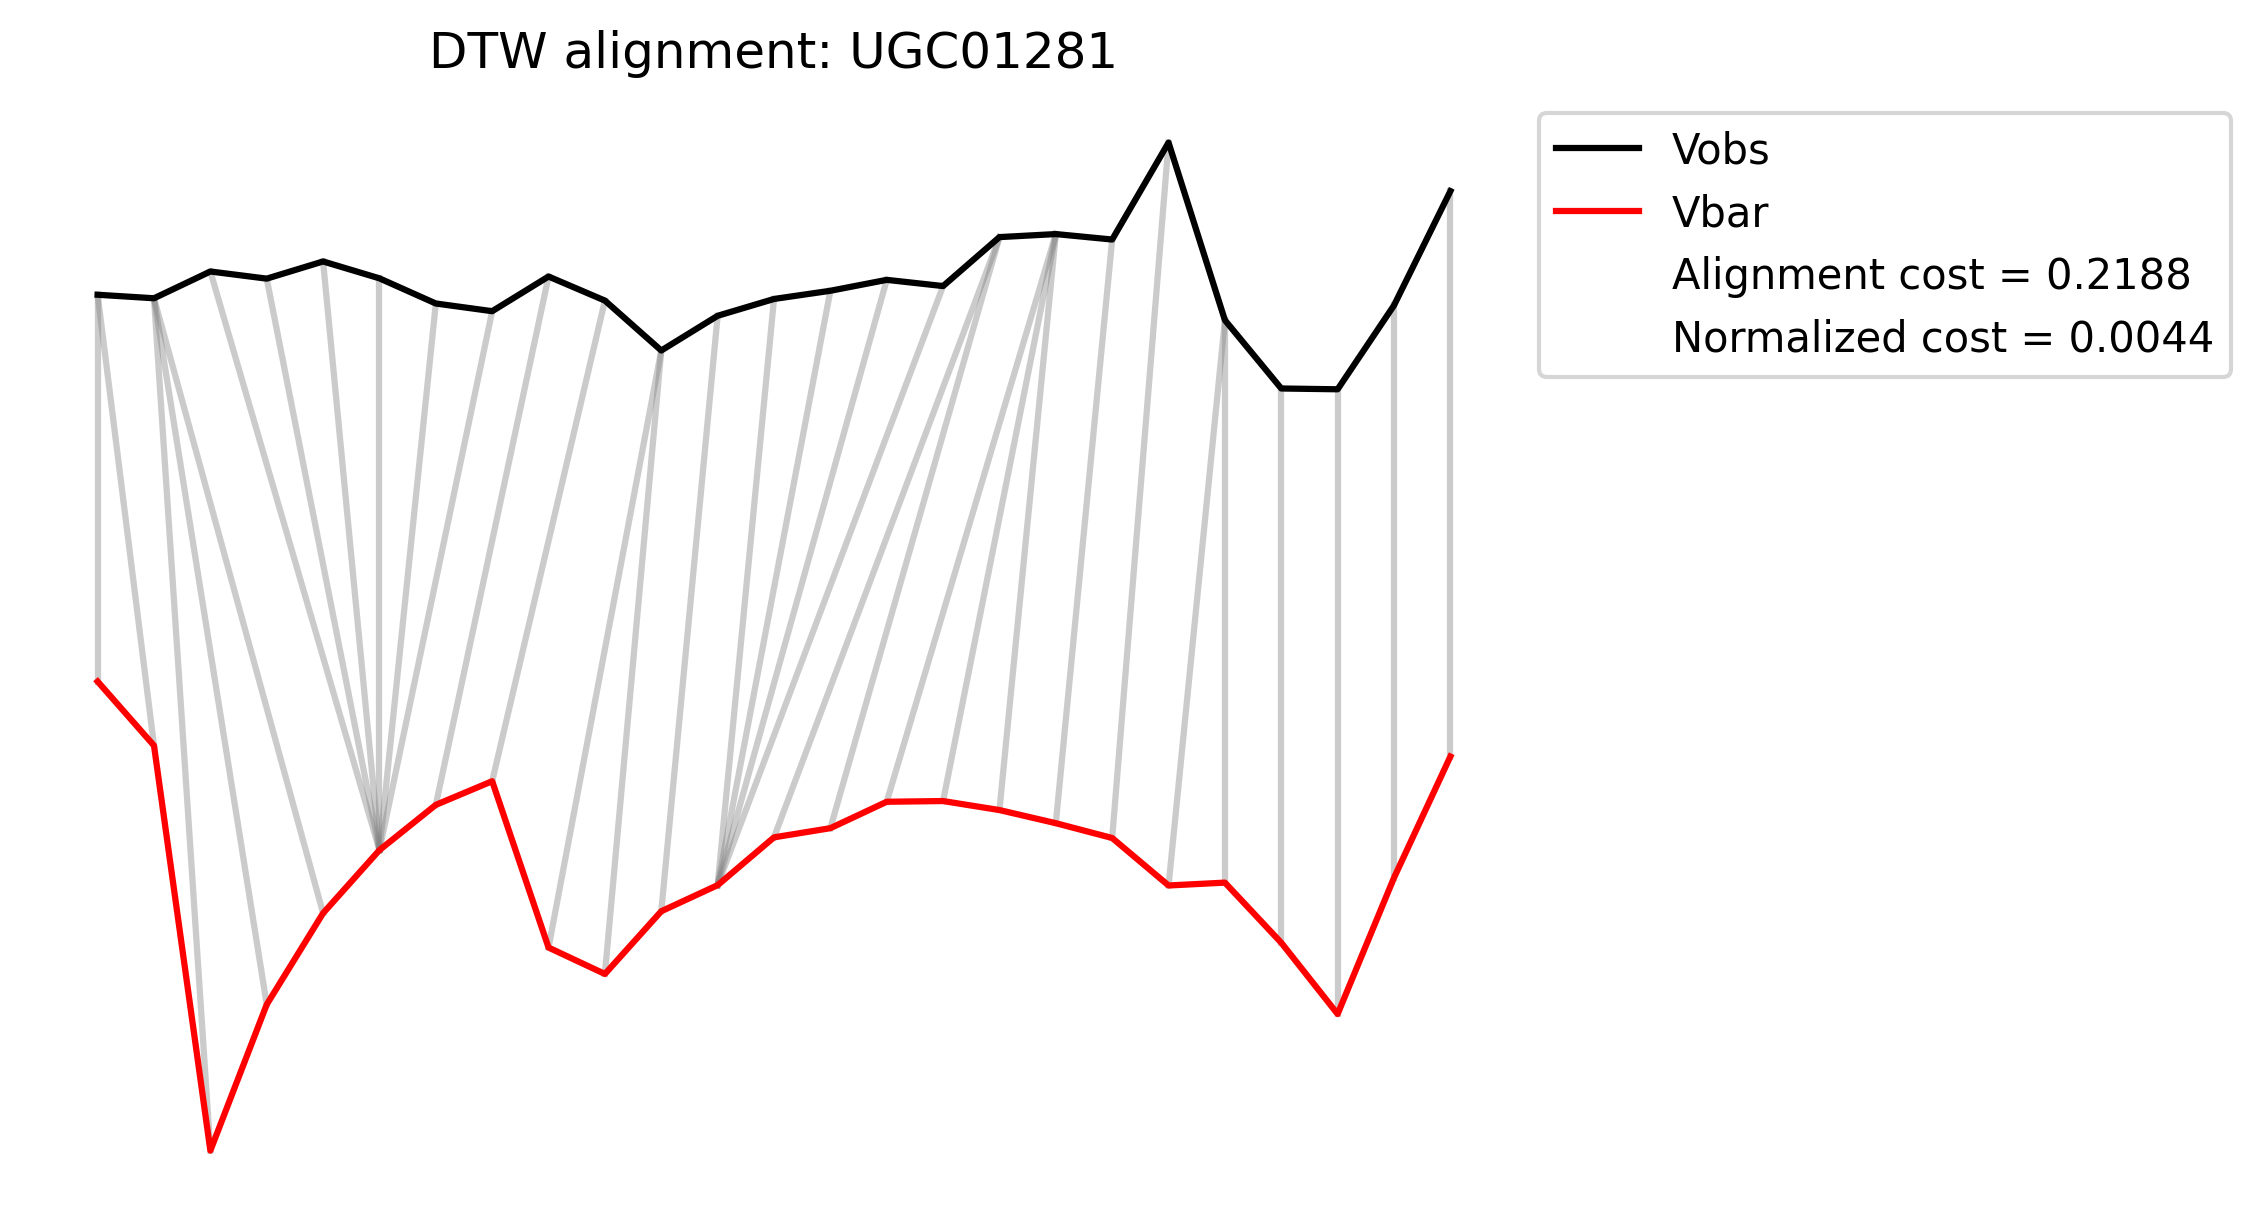 DTW alignment: UGC01281
Vobs
Vbar
Alignment cost = 0.2188
Normalized cost = 0.0044